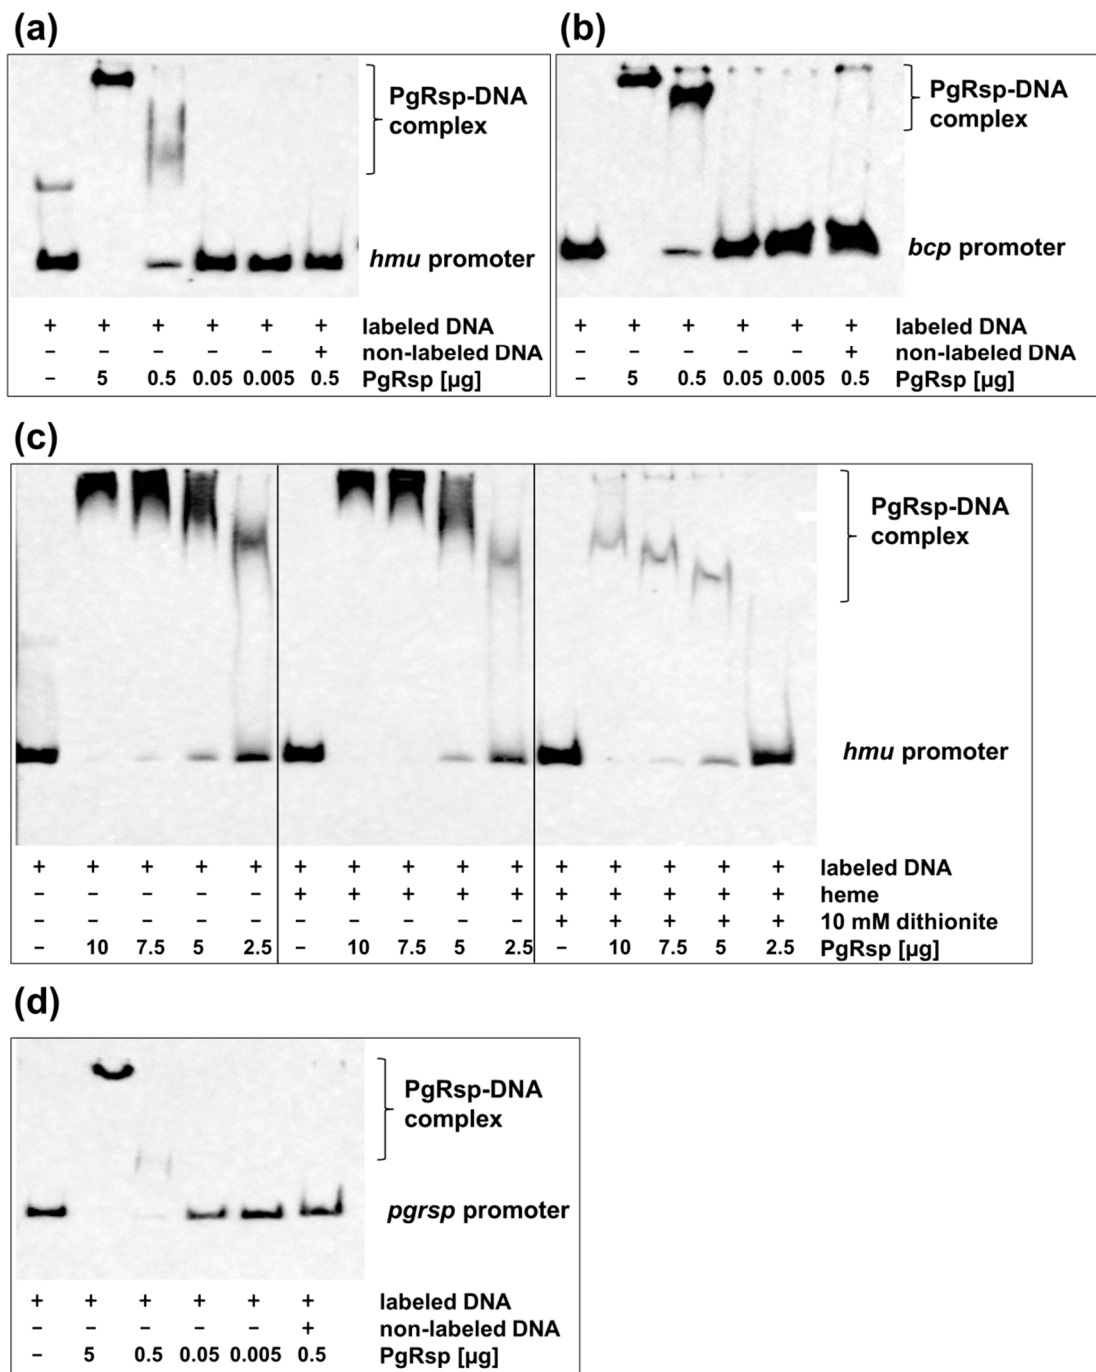 (a)
PgRsp-DNA
complex
hmu promoter
+ + + + + + labeled DNA
– – – – – + non-labeled DNA
– 5 0.5 0.05 0.005 0.5 PgRsp [µg]
(b)
PgRsp-DNA
complex
bcp promoter
+ + + + + + labeled DNA
– – – – – + non-labeled DNA
– 5 0.5 0.05 0.005 0.5 PgRsp [µg]
(c)
PgRsp-DNA
complex
hmu promoter
+ + + + + + + + + + + + + + + labeled DNA
– – – – – + + + + + + + + + + heme
– – – – – – – – – – + + + + + 10 mM dithionite
– 10 7.5 5 2.5 – 10 7.5 5 2.5 – 10 7.5 5 2.5 PgRsp [µg]
(d)
PgRsp-DNA
complex
pgrsp promoter
+ + + + + + labeled DNA
– – – – – + non-labeled DNA
– 5 0.5 0.05 0.005 0.5 PgRsp [µg]